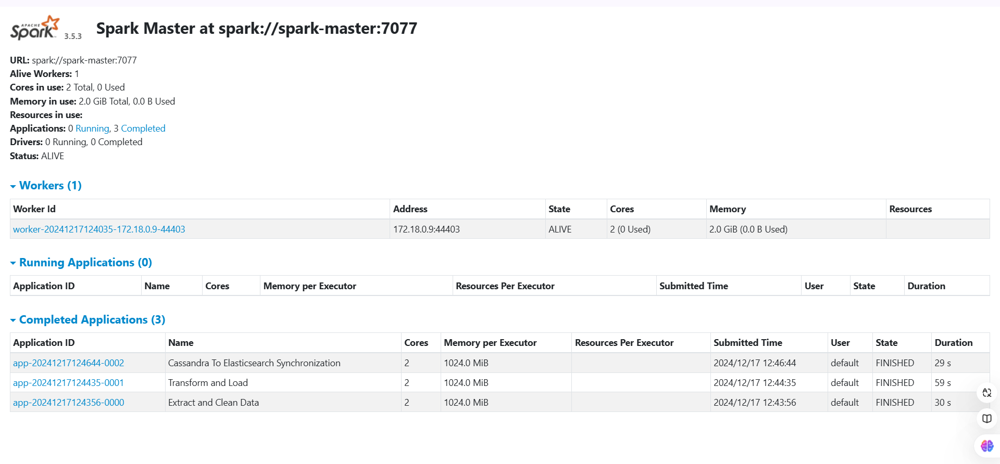 APACHE
Spark 3.5.3 Spark Master at spark://spark-master:7077
URL: spark://spark-master:7077
Alive Workers: 1
Cores in use: 2 Total, 0 Used
Memory in use: 2.0 GiB Total, 0.0 B Used
Resources in use:
Applications: 0 Running, 3 Completed
Drivers: 0 Running, 0 Completed
Status: ALIVE
Workers (1)
Worker Id Address State Cores Memory Resources
worker-20241217124035-172.18.0.9-44403 172.18.0.9:44403 ALIVE 2 (0 Used) 2.0 GiB (0.0 B Used)
Running Applications (0)
Application ID Name Cores Memory per Executor Resources Per Executor Submitted Time User State Duration
Completed Applications (3)
Application ID Name Cores Memory per Executor Resources Per Executor Submitted Time User State Duration
app-20241217124644-0002 Cassandra To Elasticsearch Synchronization 2 1024.0 MiB 2024/12/17 12:46:44 default FINISHED 29 s
app-20241217124435-0001 Transform and Load 2 1024.0 MiB 2024/12/17 12:44:35 default FINISHED 59 s
app-20241217124356-0000 Extract and Clean Data 2 1024.0 MiB 2024/12/17 12:43:56 default FINISHED 30 s